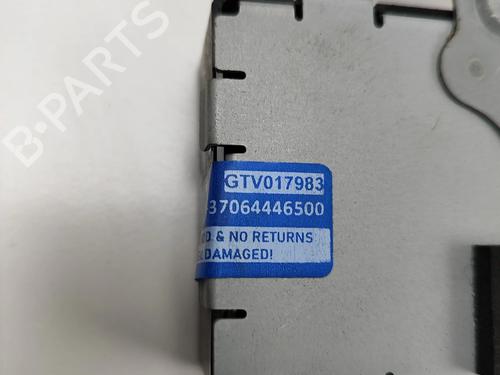 B-PARTS
GTV017983
37064446500
& NO RETURNS
DAMAGED!